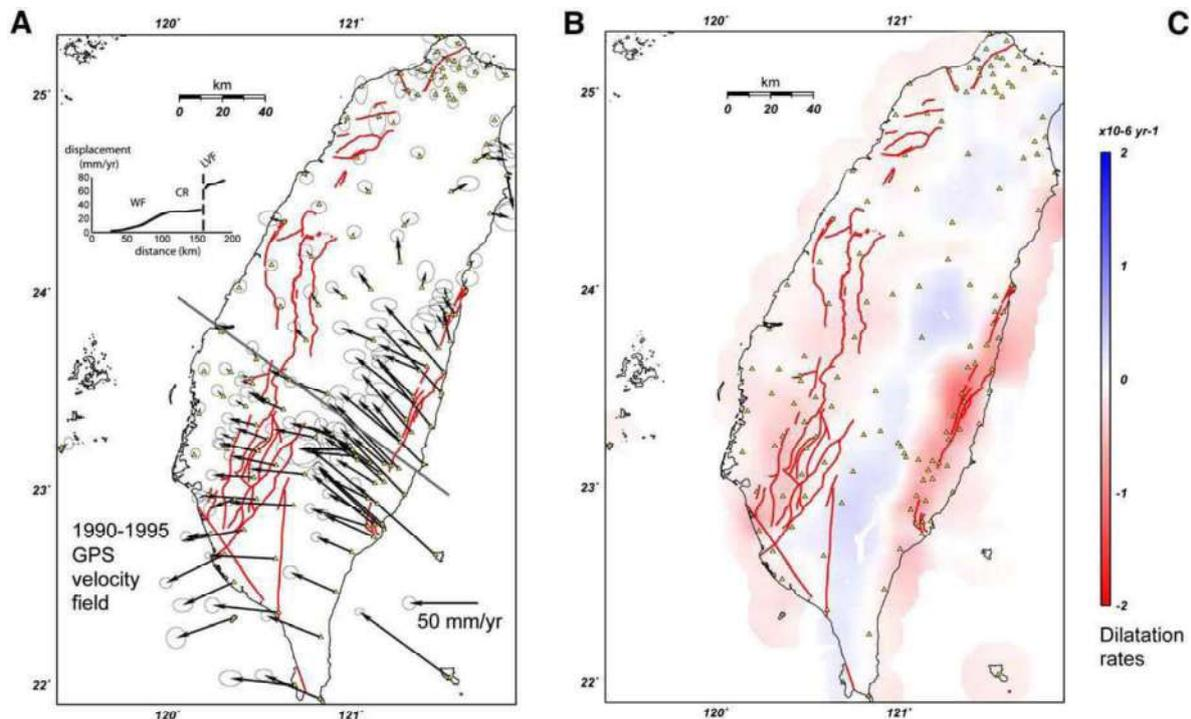 A
120˚ 121˚
25˚
km
0 20 40
displacement
(mm/yr)
LVF
80
60
40
20
0
WF
CR
0 50 100 150 200
distance (km)
24˚
23˚
1990-1995
GPS
velocity
field
50 mm/yr
22˚
120˚ 121˚
B
120˚ 121˚
25˚
km
0 20 40
24˚
23˚
22˚
120˚ 121˚
C
x10-6 yr-1
2
1
0
-1
-2
Dilatation
rates